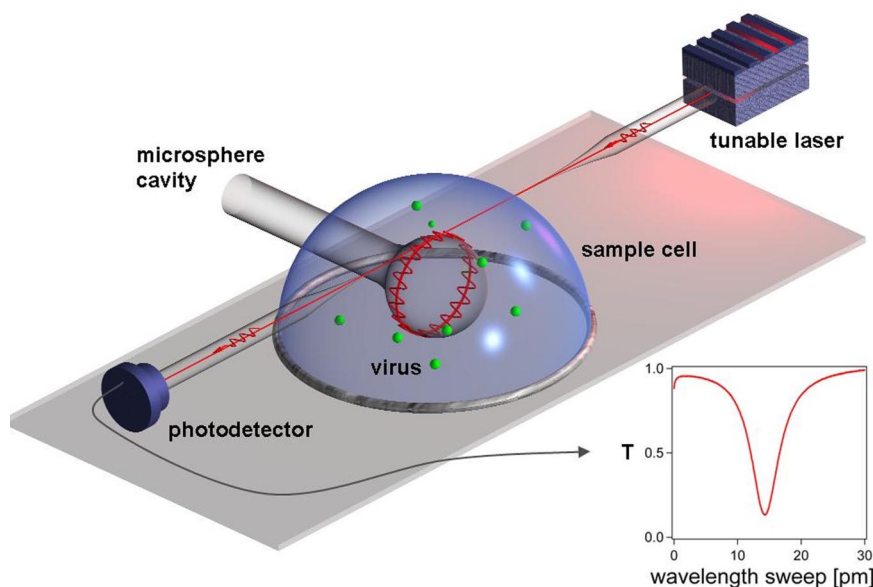 tunable laser
microsphere
cavity
sample cell
virus
photodetector
T
1.0
0.5
0.0
0 10 20 30
wavelength sweep [pm]